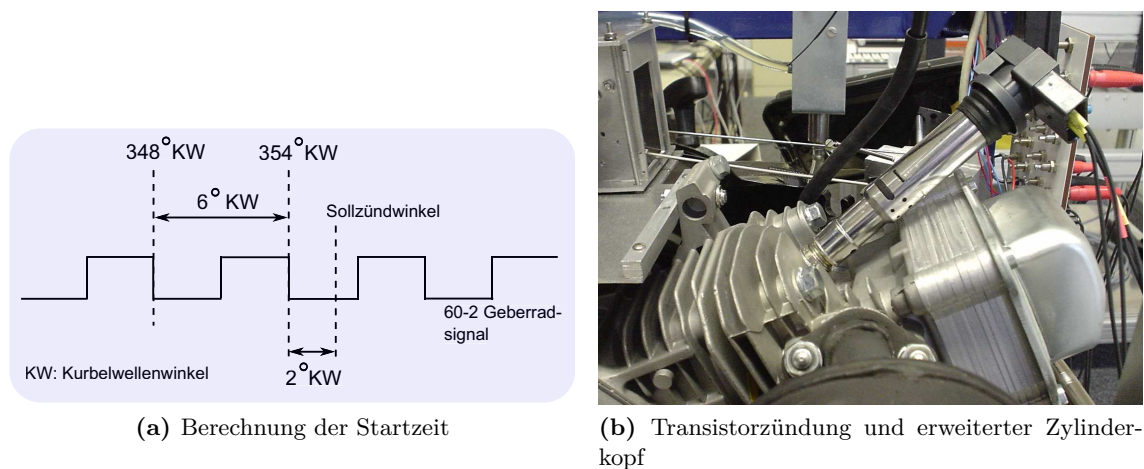 348°KW
354°KW
6° KW
Sollzündwinkel
60-2 Geberrad-
signal
2°KW
KW: Kurbelwellenwinkel
(a) Berechnung der Startzeit
(b) Transistorzündung und erweiterter Zylinder-
kopf